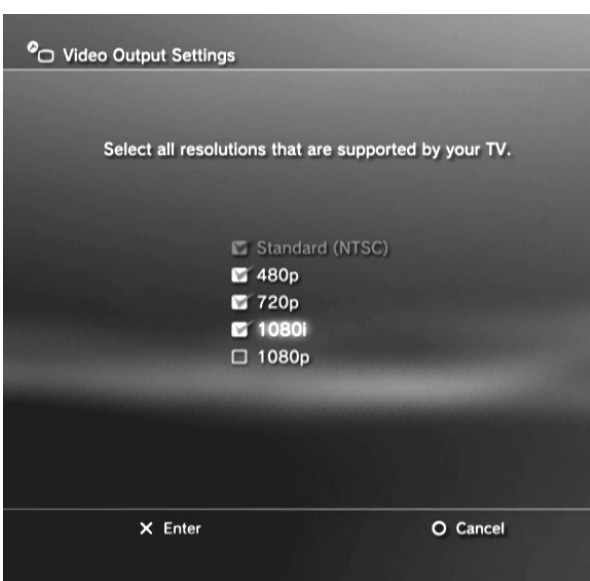 Video Output Settings
Select all resolutions that are supported by your TV.
Standard (NTSC)
480p
720p
1080i
1080p
X Enter
O Cancel